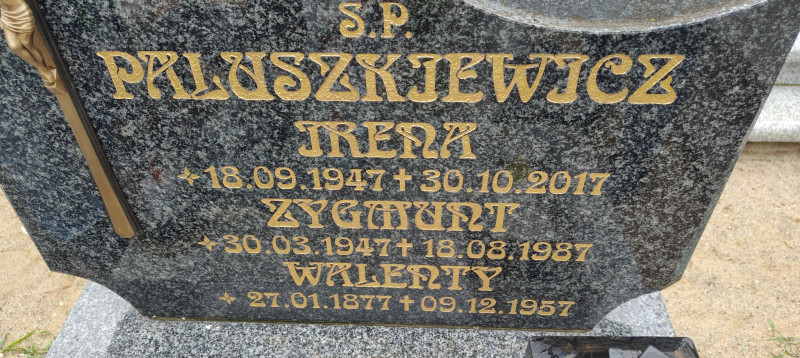 S.P.
PALUSZKIEWICZ
IRENA
✧ 18.09.1947 ✝ 30.10.2017
ZYGMUNT
✧ 30.03.1947 ✝ 18.08.1987
WALENTY
✧ 27.01.1877 ✝ 09.12.1957